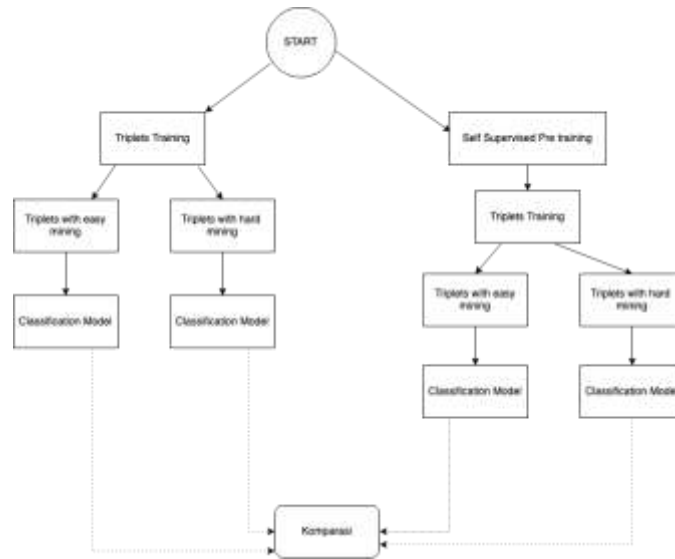 START
Triplets Training
Self Supervised Pre training
Triplets with easy
mining
Triplets with hard
mining
Triplets Training
Classification Model
Classification Model
Triplets with easy
mining
Triplets with hard
mining
Classification Model
Classification Model
Komparasi